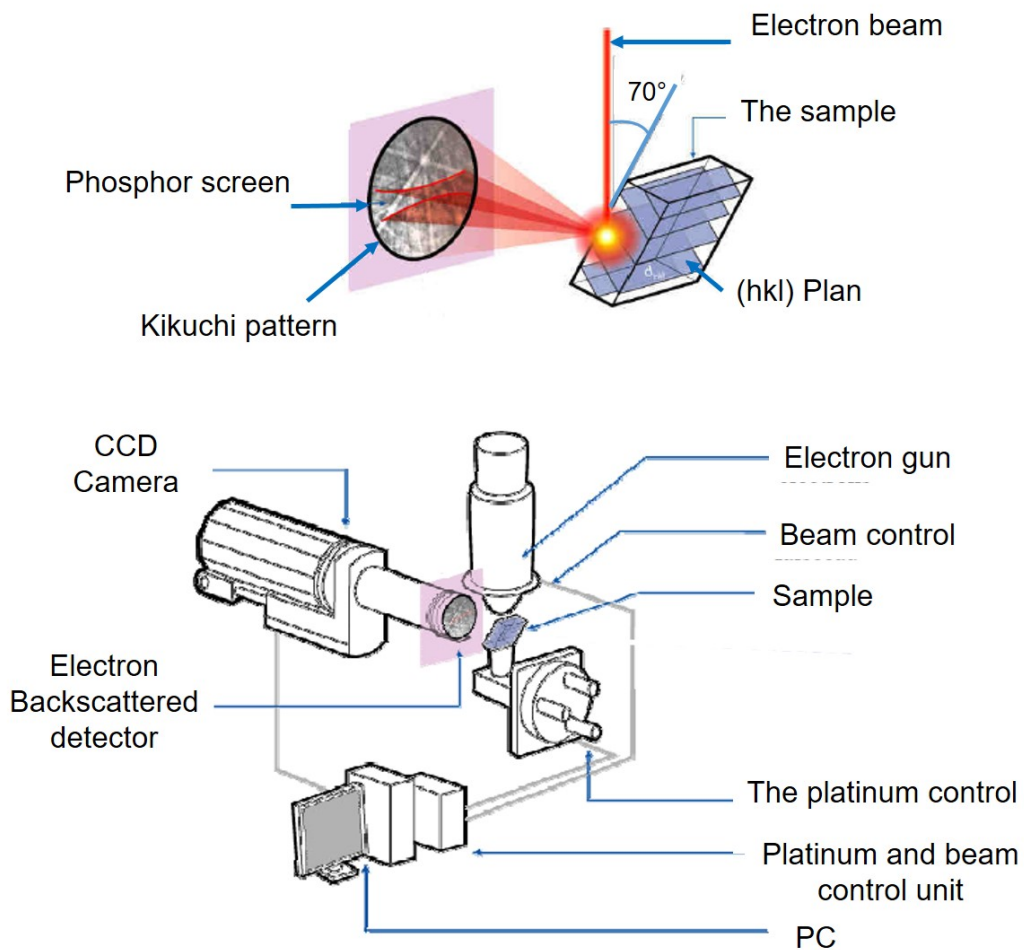 Electron beam
70°
The sample
Phosphor screen
(hkl) Plan
Kikuchi pattern
CCD
Camera
Electron gun
Beam control
Sample
Electron
Backscattered
detector
The platinum control
Platinum and beam
control unit
PC